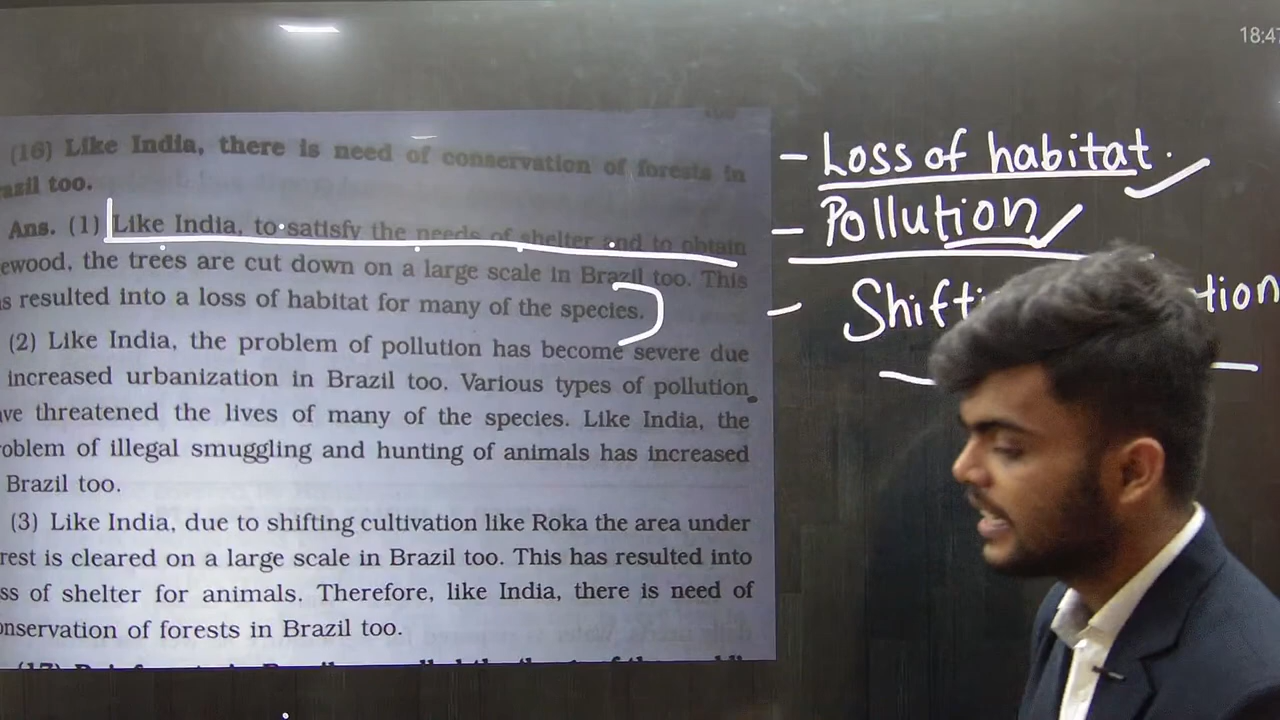 18:47
(16) Like India, there is need of conservation of forests in
azil too.
Ans. (1) Like India, to satisfy the needs of shelter and to obtain
ewood, the trees are cut down on a large scale in Brazil too. This
s resulted into a loss of habitat for many of the species.
(2) Like India, the problem of pollution has become severe due
increased urbanization in Brazil too. Various types of pollution
ve threatened the lives of many of the species. Like India, the
oblem of illegal smuggling and hunting of animals has increased
Brazil too.
(3) Like India, due to shifting cultivation like Roka the area under
rest is cleared on a large scale in Brazil too. This has resulted into
ss of shelter for animals. Therefore, like India, there is need of
onservation of forests in Brazil too.
- Loss of habitat.
- Pollution
- Shifti tion